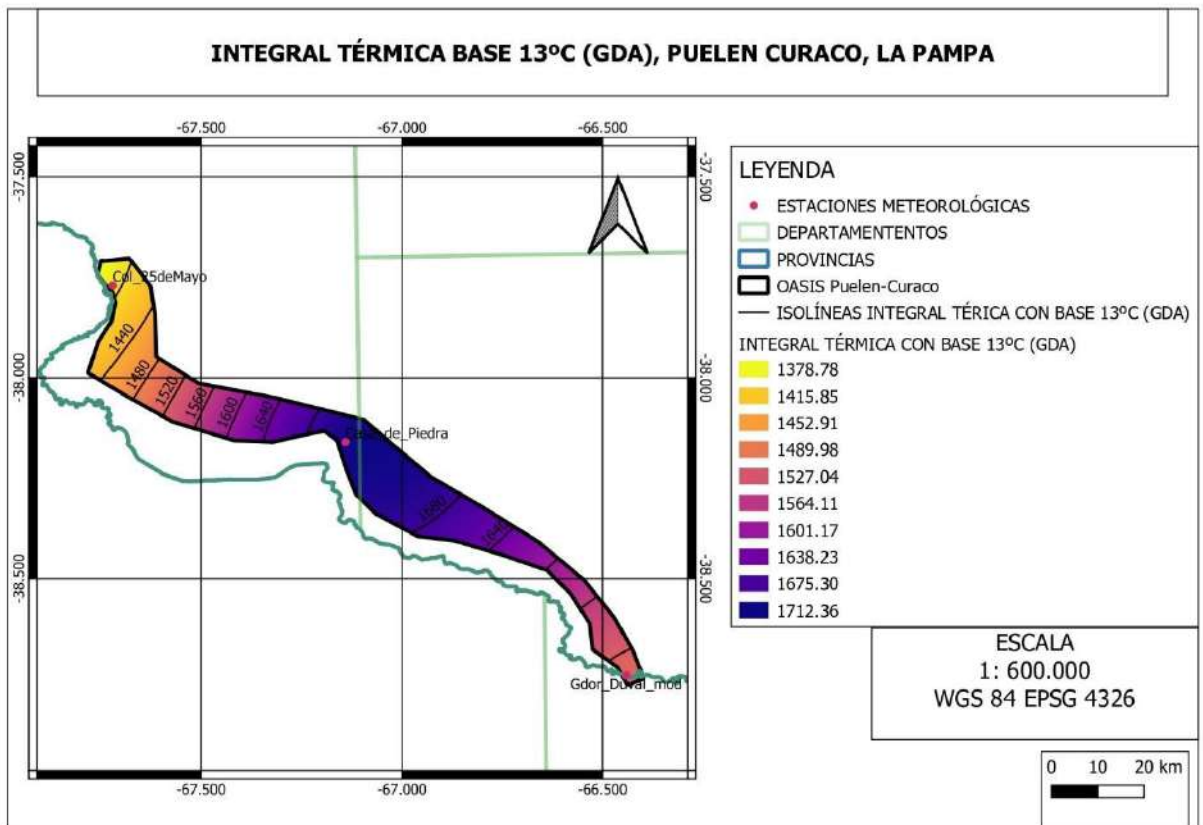 INTEGRAL TÉRMICA BASE 13ºC (GDA), PUELEN CURACO, LA PAMPA
-67.500 -67.000 -66.500
-37.500 -37.500
Col_25deMayo
1440
1480
1520
1560
1600
1640
-38.000 -38.000
de_Piedra
1680
1640
-38.500 -38.500
Gdor_Duval_mod
-67.500 -67.000 -66.500
LEYENDA
ESTACIONES METEOROLÓGICAS
DEPARTAMENTENTOS
PROVINCIAS
OASIS Puelen-Curaco
ISOLÍNEAS INTEGRAL TÉRICA CON BASE 13ºC (GDA)
INTEGRAL TÉRMICA CON BASE 13ºC (GDA)
1378.78
1415.85
1452.91
1489.98
1527.04
1564.11
1601.17
1638.23
1675.30
1712.36
ESCALA
1: 600.000
WGS 84 EPSG 4326
0 10 20 km